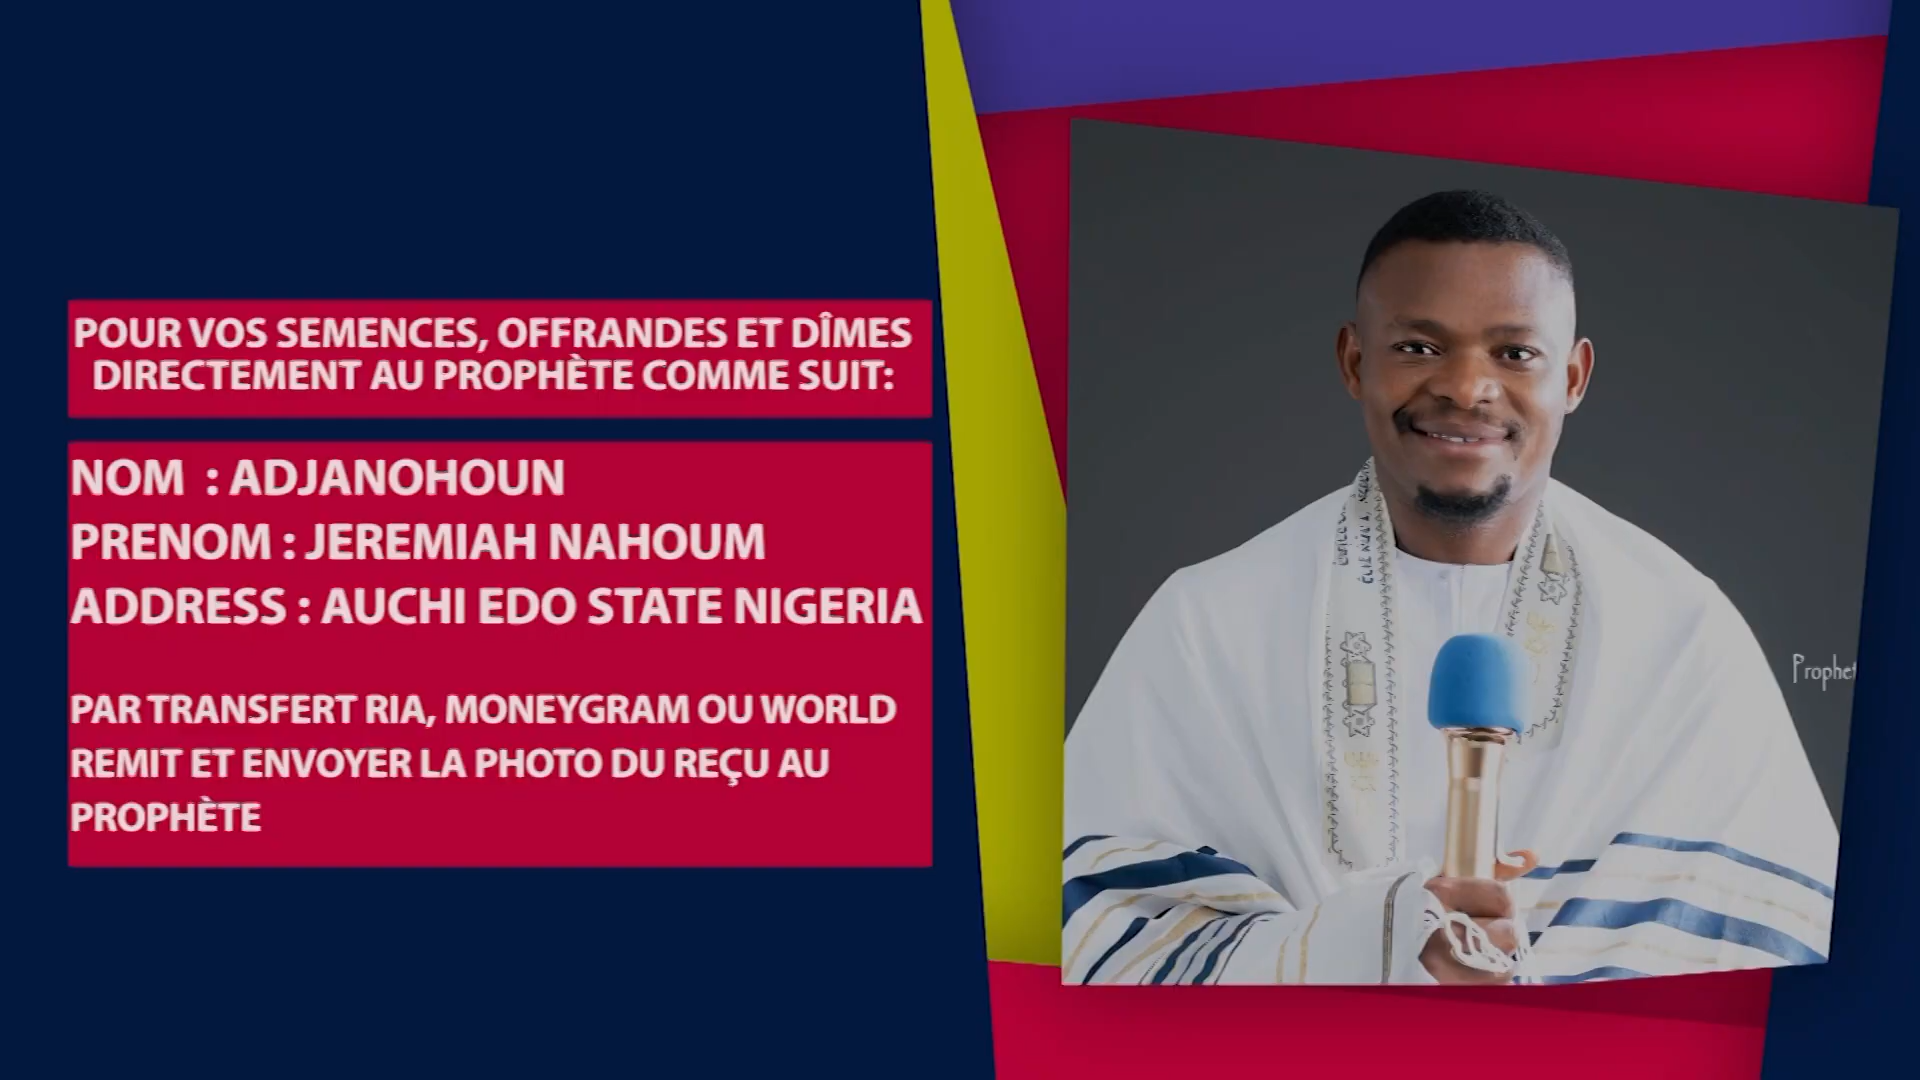 POUR VOS SEMENCES, OFFRANDES ET DÎMES
DIRECTEMENT AU PROPHÈTE COMME SUIT:
NOM : ADJANOHOUN
PRENOM : JEREMIAH NAHOUM
ADDRESS : AUCHI EDO STATE NIGERIA
PAR TRANSFERT RIA, MONEYGRAM OU WORLD
REMIT ET ENVOYER LA PHOTO DU REÇU AU
PROPHÈTE
Prophet